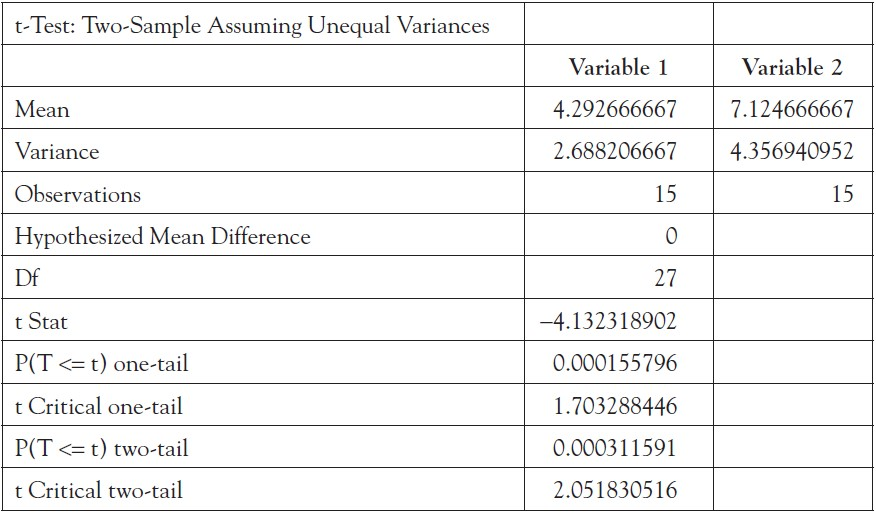 t-Test: Two-Sample Assuming Unequal Variances
Variable 1 Variable 2
Mean 4.292666667 7.124666667
Variance 2.688206667 4.356940952
Observations 15 15
Hypothesized Mean Difference 0
Df 27
t Stat −4.132318902
P(T <= t) one-tail 0.000155796
t Critical one-tail 1.703288446
P(T <= t) two-tail 0.000311591
t Critical two-tail 2.051830516